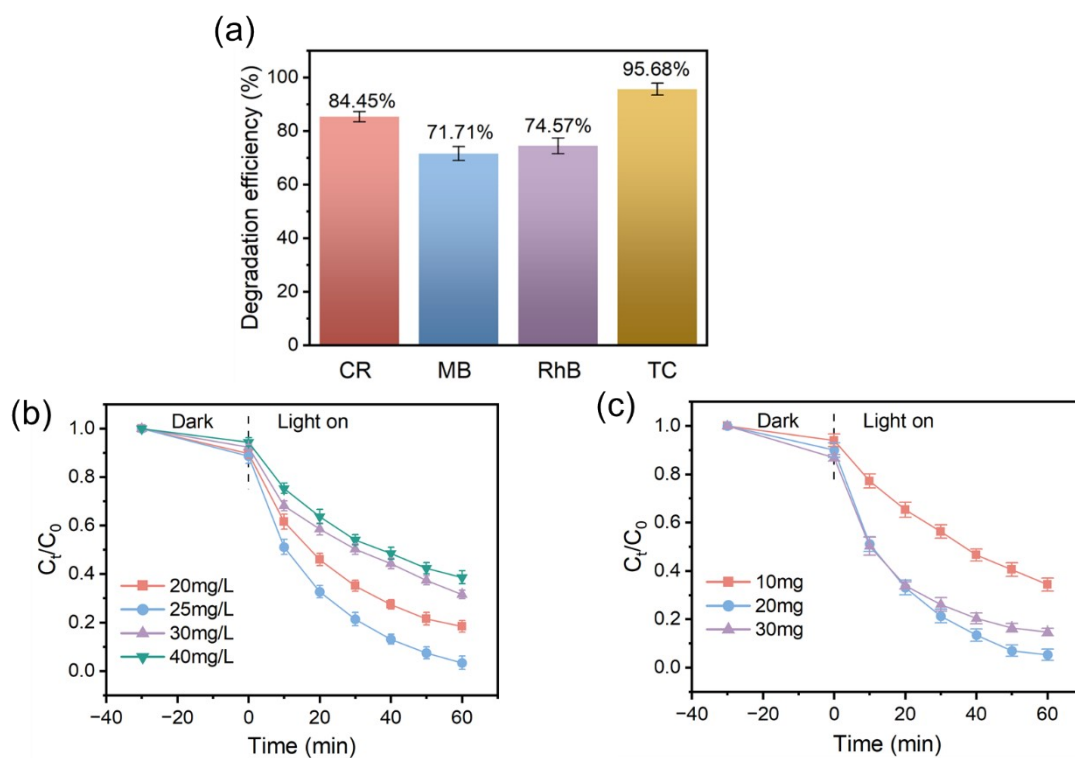 (a)
Degradation efficiency (%)
100
80
60
40
20
0
84.45%
71.71%
74.57%
95.68%
CR MB RhB TC
(b)
Dark Light on
Cₜ/C₀
1.0
0.8
0.6
0.4
0.2
0.0
20mg/L
25mg/L
30mg/L
40mg/L
−40 −20 0 20 40 60
Time (min)
(c)
Dark Light on
Cₜ/C₀
1.0
0.8
0.6
0.4
0.2
0.0
10mg
20mg
30mg
−40 −20 0 20 40 60
Time (min)